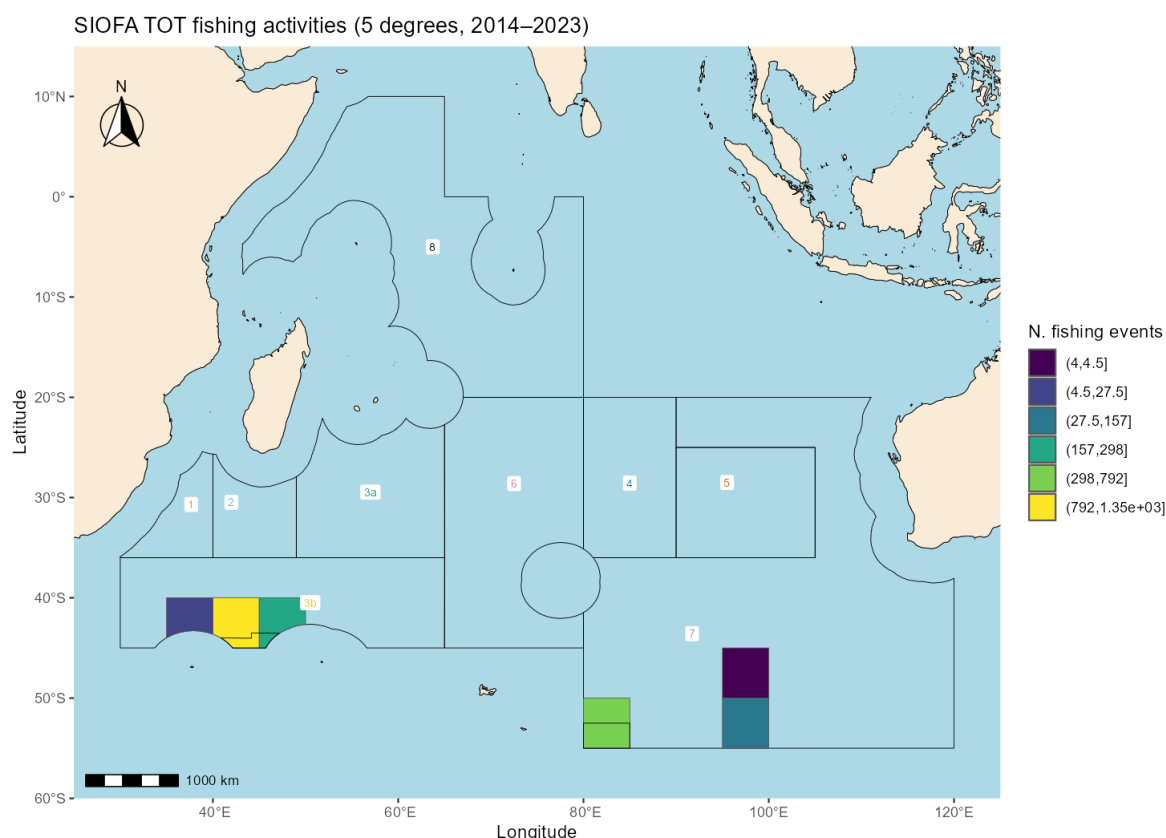 SIOFA TOT fishing activities (5 degrees, 2014–2023)
N
10°N
0°
10°S
20°S
30°S
40°S
50°S
60°S
Latitude
8
1
2
3a
6
4
5
3b
7
1000 km
40°E
60°E
80°E
100°E
120°E
Longitude
N. fishing events
(4,4.5]
(4.5,27.5]
(27.5,157]
(157,298]
(298,792]
(792,1.35e+03]